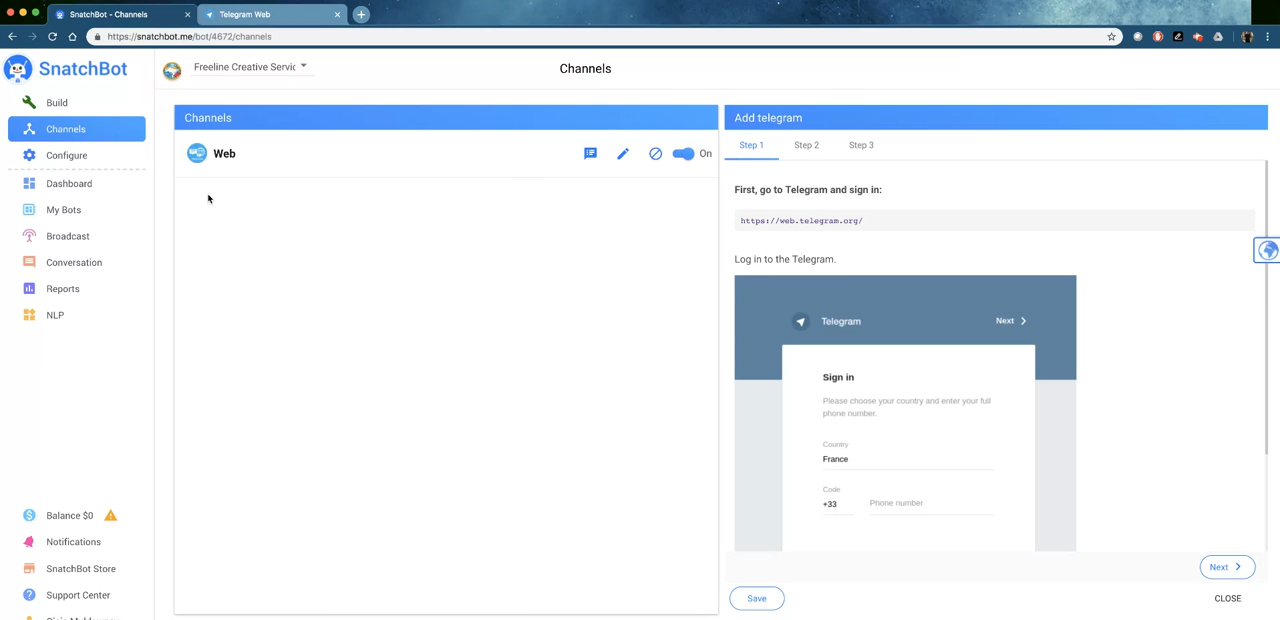 SnatchBot - Channels
Telegram Web
https://snatchbot.me/bot/4672/channels
SnatchBot
Freeline Creative Servic
Channels
Build
Channels
Configure
Dashboard
My Bots
Broadcast
Conversation
Reports
NLP
Balance $0
Notifications
SnatchBot Store
Support Center
Channels
Web
On
Add telegram
Step 1
Step 2
Step 3
First, go to Telegram and sign in:
https://web.telegram.org/
Log in to the Telegram.
Telegram
Next
Sign in
Please choose your country and enter your full
phone number.
Country
France
Code
+33
Phone number
Next
Save
CLOSE